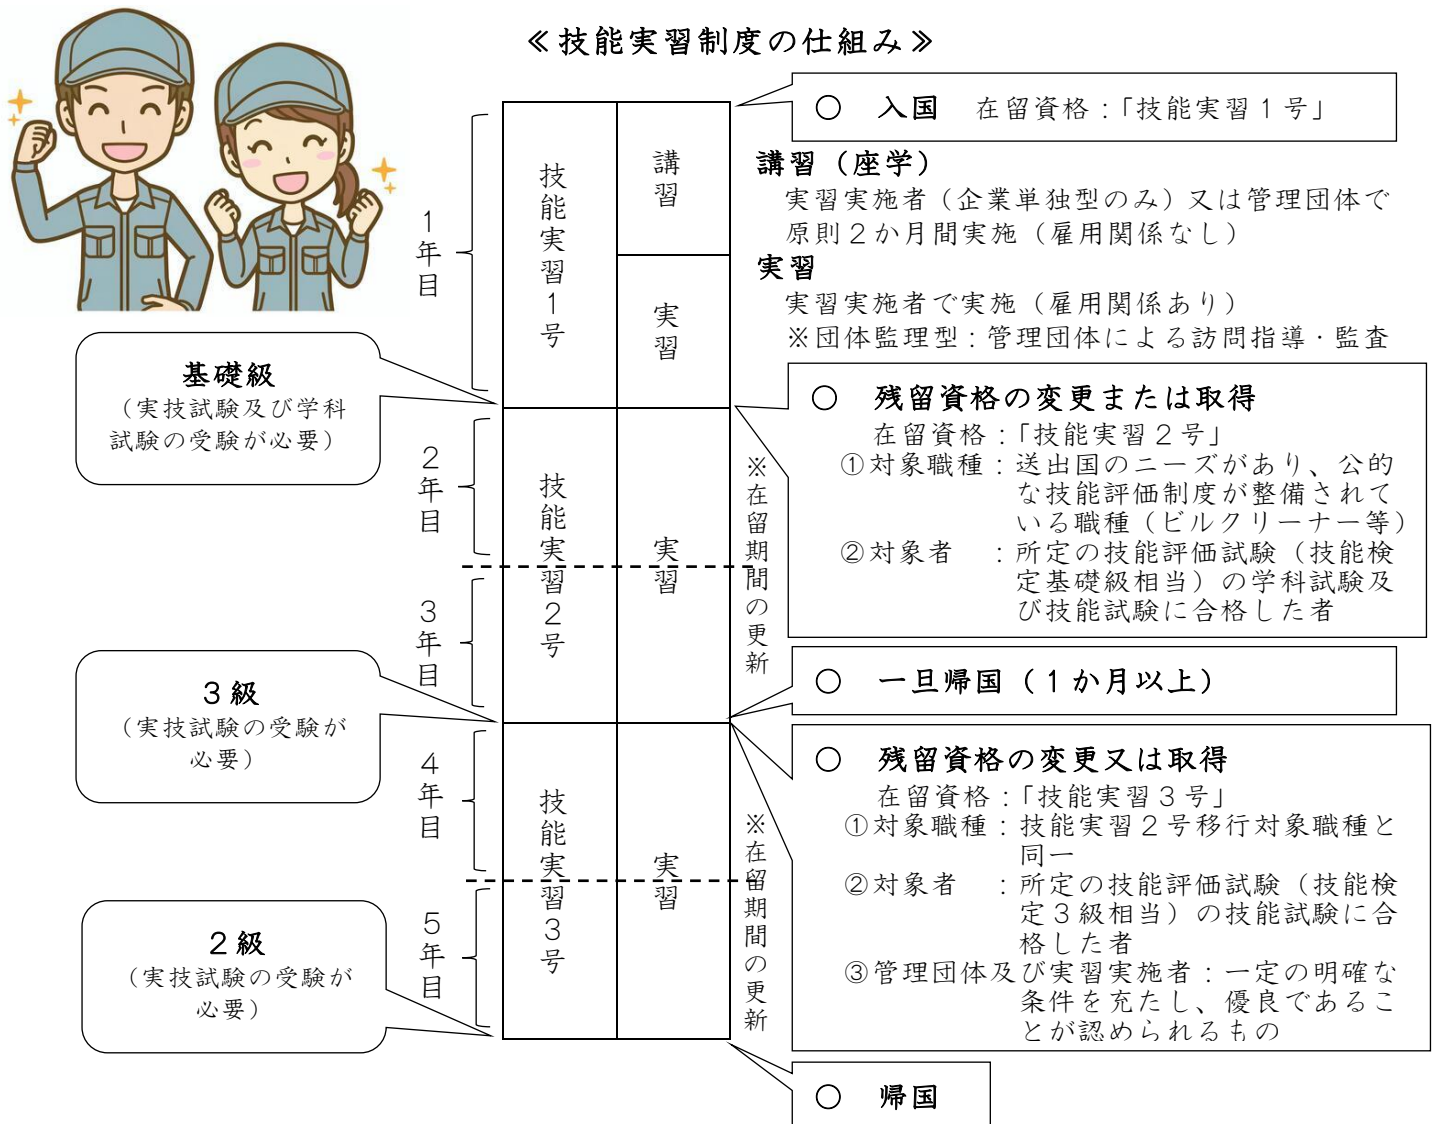 ≪技能実習制度の仕組み≫
○ 入国 在留資格：「技能実習１号」
講習（座学）
実習実施者（企業単独型のみ）又は管理団体で
原則２か月間実施（雇用関係なし）
実習
実習実施者で実施（雇用関係あり）
※団体監理型：管理団体による訪問指導・監査
１年目
技能実習１号
講習
実習
基礎級
（実技試験及び学科
試験の受験が必要）
○ 残留資格の変更または取得
在留資格：「技能実習２号」
①対象職種：送出国のニーズがあり、公的
な技能評価制度が整備されて
いる職種（ビルクリーナー等）
②対象者 ：所定の技能評価試験（技能検
定基礎級相当）の学科試験及
び技能試験に合格した者
２年目
３年目
技能実習２号
実習
※在留期間の更新
３級
（実技試験の受験が
必要）
○ 一旦帰国（１か月以上）
○ 残留資格の変更又は取得
在留資格：「技能実習３号」
①対象職種：技能実習２号移行対象職種と
同一
②対象者 ：所定の技能評価試験（技能検
定３級相当）の技能試験に合
格した者
③管理団体及び実習実施者：一定の明確な
条件を充たし、優良であるこ
とが認められるもの
４年目
５年目
技能実習３号
実習
※在留期間の更新
２級
（実技試験の受験が
必要）
○ 帰国